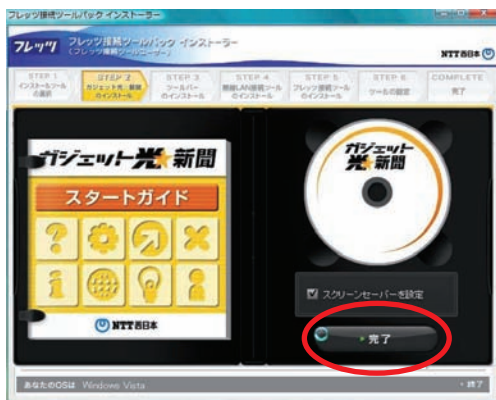 フレッツ接続ツールパック インストーラー
フレッツ フレッツ接続ツールパック インストーラー
(フレッツ接続ツールユーザー)
NTT西日本
STEP 1
インストールツール
の選択
STEP 2
ガジェット光★新聞
のインストール
STEP 3
ツールバー
のインストール
STEP 4
無線LAN接続ツール
のインストール
STEP 5
フレッツ接続ツール
のインストール
STEP 6
ツールの設定
COMPLETE
完了
ガジェット光★新聞
スタートガイド
NTT西日本
ガジェット
光★新聞
スクリーンセーバーを設定
完了
あなたのOSは Windows Vista
・終了